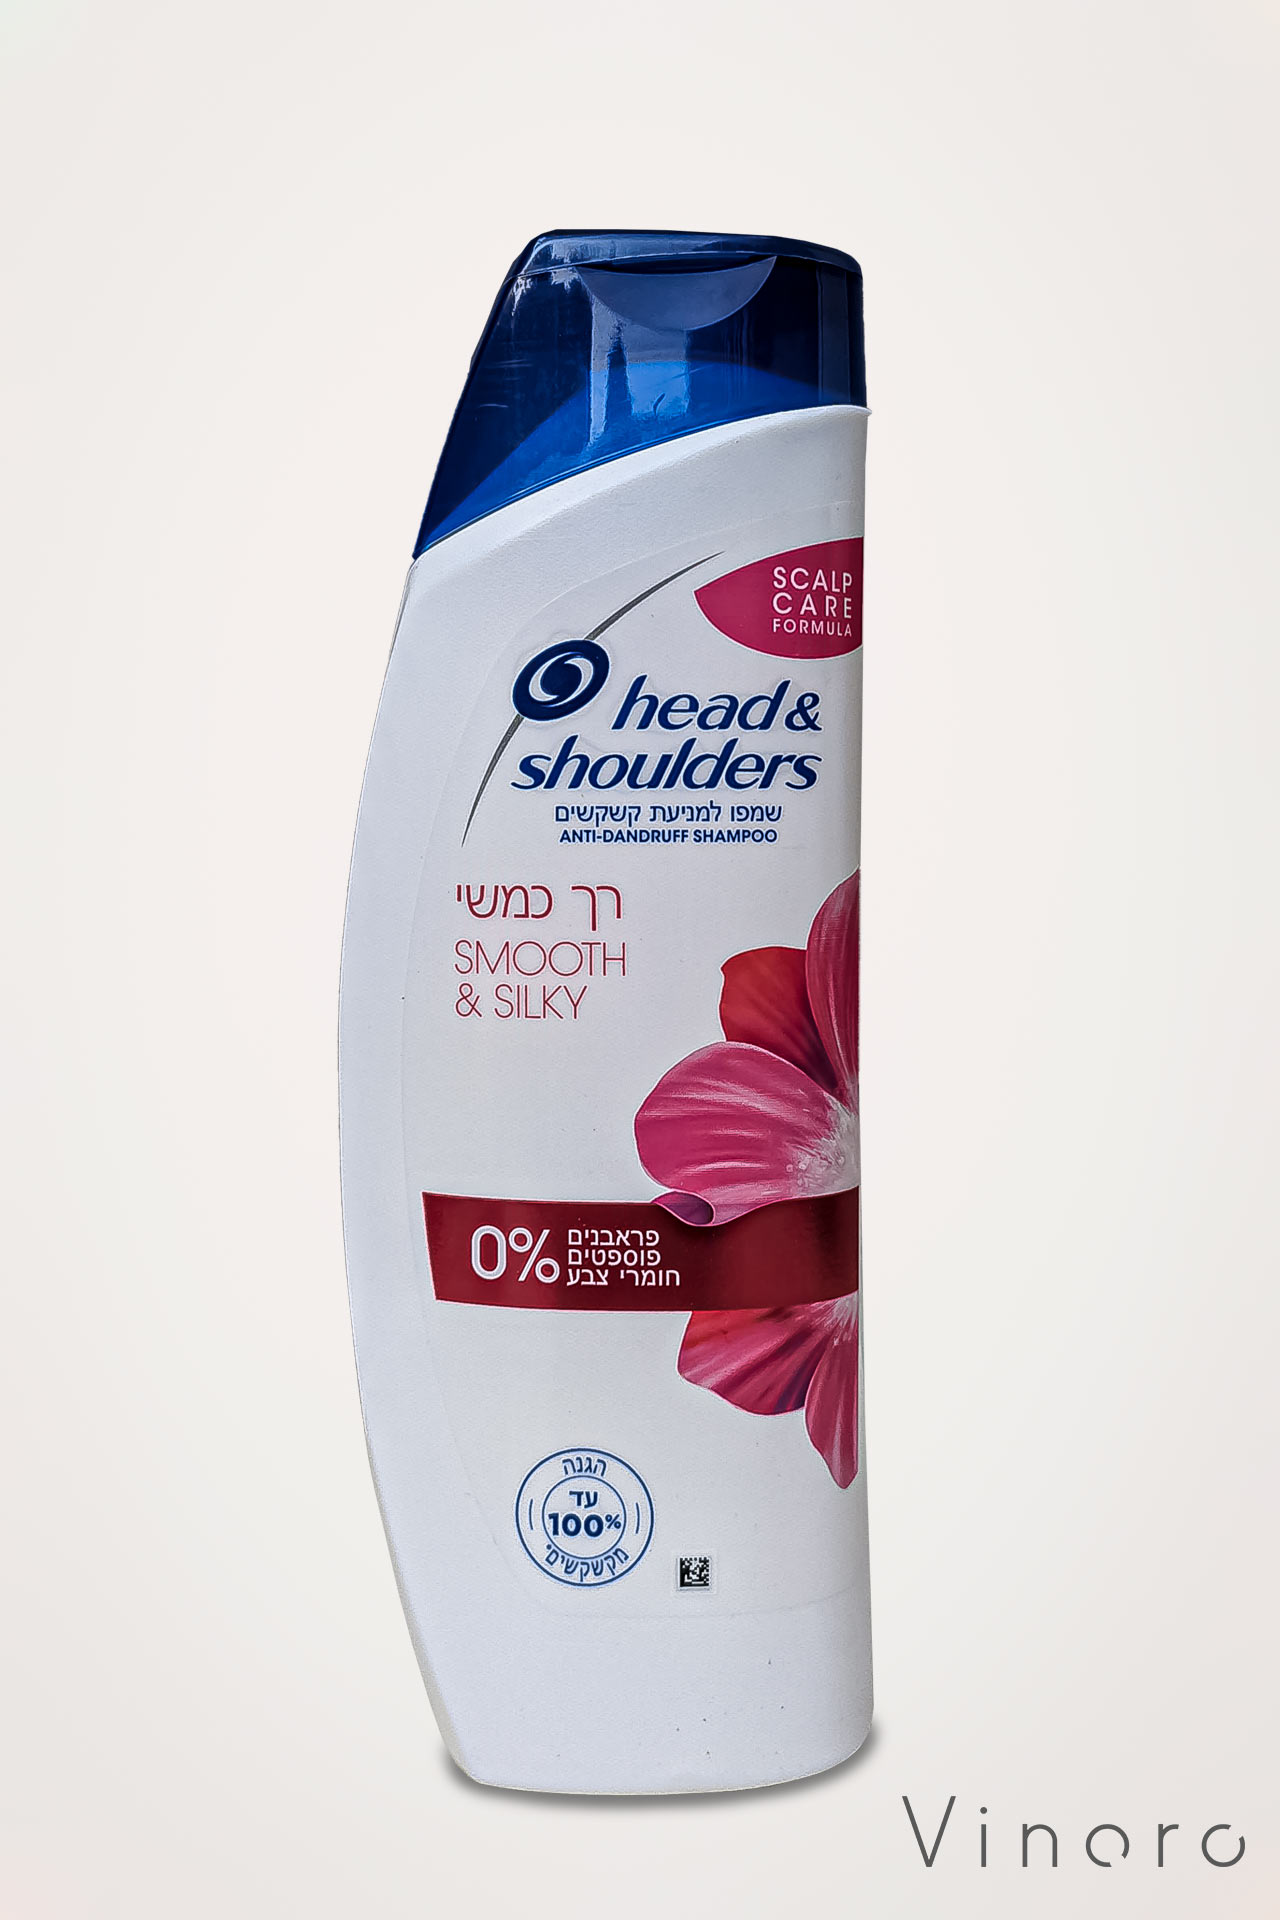 SCALP
CARE
FORMULA
head &
shoulders
שמפו למניעת קשקשים
ANTI-DANDRUFF SHAMPOO
רך כמשי
SMOOTH
& SILKY
0%
פראבנים
פוספטים
חומרי צבע
הגנה
עד
100%
מקשקשים*
Vinoro